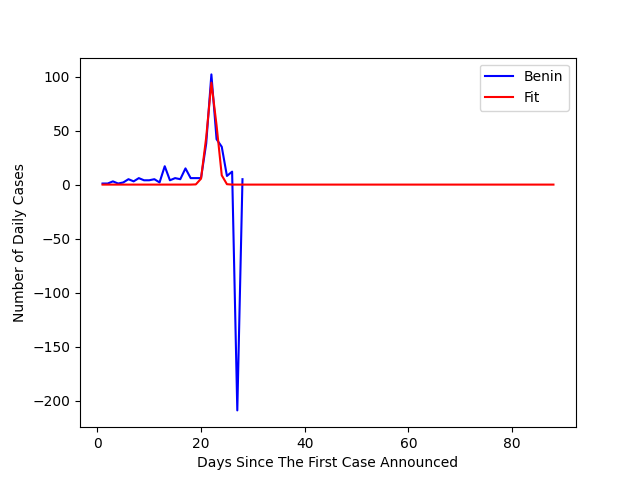 Benin
Fit
100
50
0
−50
−100
−150
−200
Number of Daily Cases
0 20 40 60 80
Days Since The First Case Announced